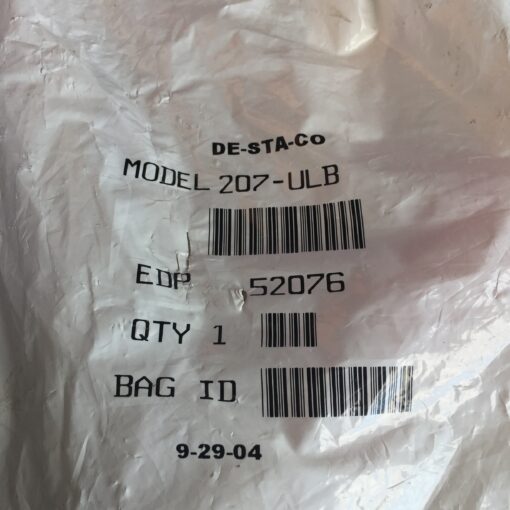 DE-STA-Co
MODEL 207-ULB
EDP 52076
QTY 1
BAG ID
9-29-04